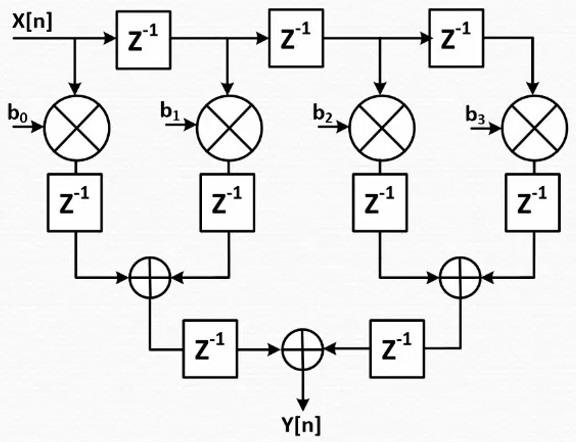 X[n]
Z⁻¹ Z⁻¹ Z⁻¹
b₀ b₁ b₂ b₃
Z⁻¹ Z⁻¹ Z⁻¹ Z⁻¹
Z⁻¹ Z⁻¹
Y[n]